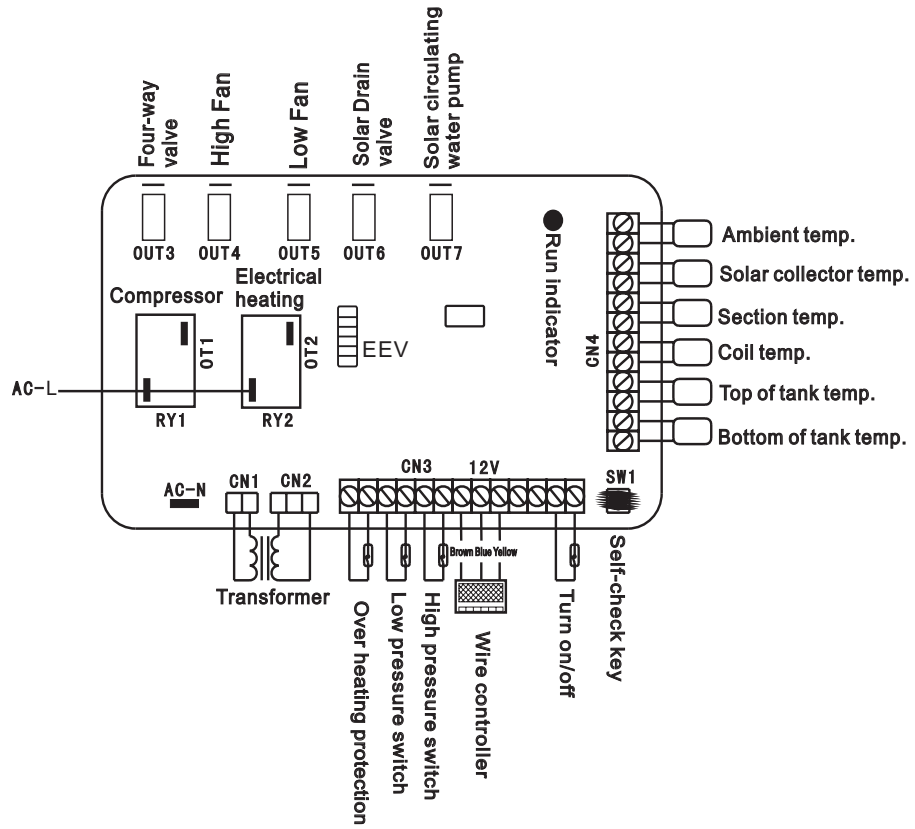 Four-way
valve
High Fan
Low Fan
Solar Drain
valve
Solar circulating
water pump
OUT3
OUT4
OUT5
OUT6
OUT7
Run indicator
Ambient temp.
Solar collector temp.
Section temp.
Coil temp.
Top of tank temp.
Bottom of tank temp.
CN4
Compressor
Electrical
heating
OT1
OT2
EEV
AC-L
RY1
RY2
AC-N
CN1
CN2
CN3
12V
SW1
Transformer
Brown Blue Yellow
Over heating protection
Low pressure switch
High pressure switch
Wire controller
Turn on/off
Self-check key